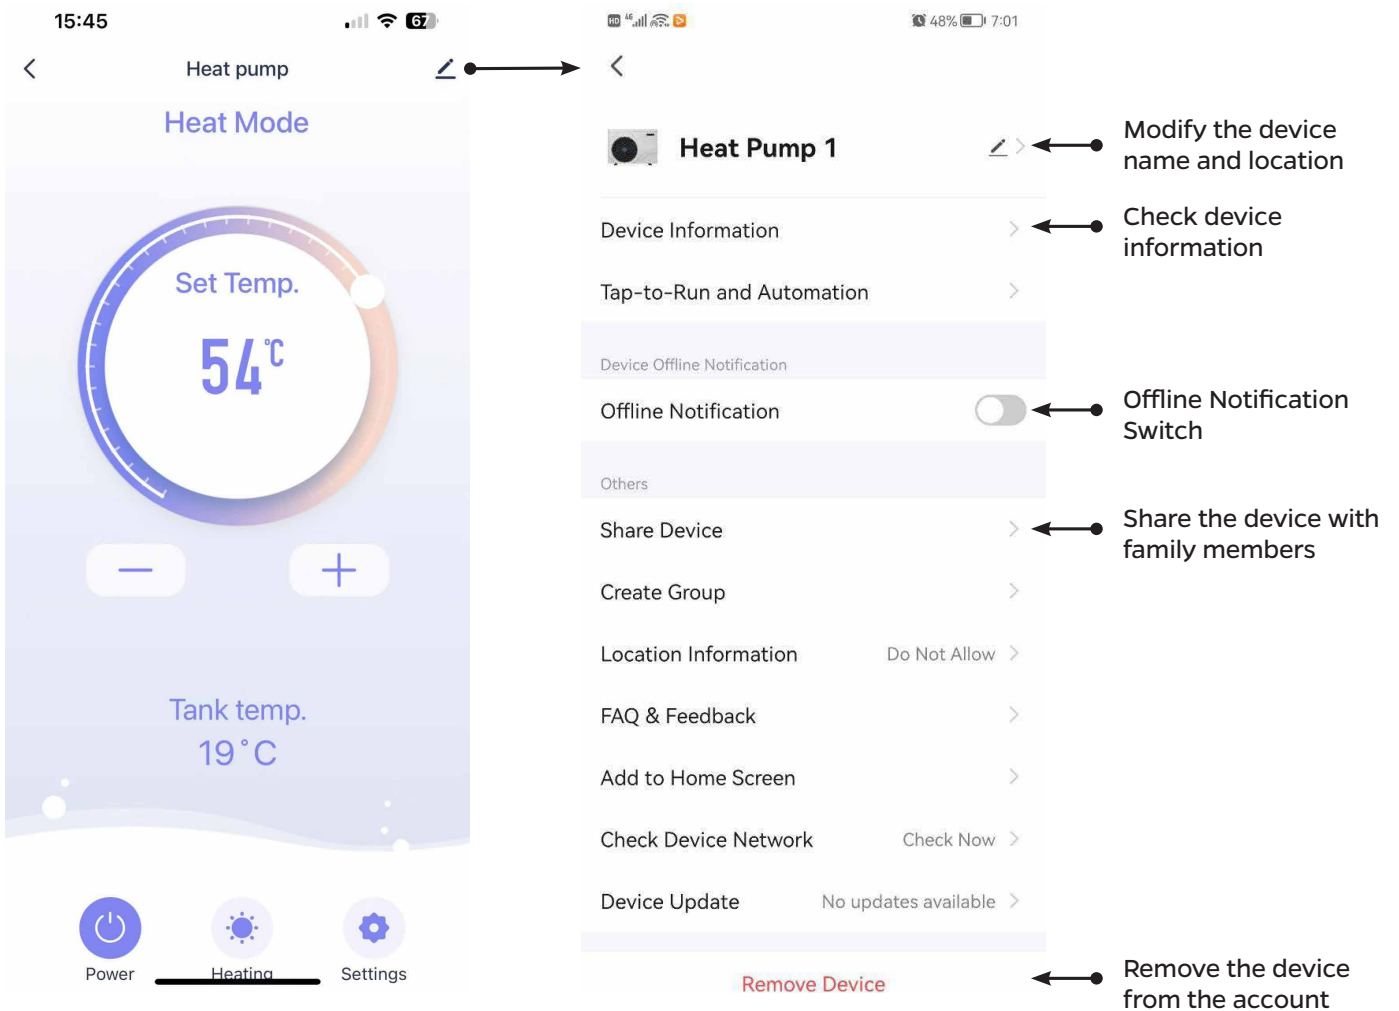 15:45
67
Heat pump
Heat Mode
Set Temp.
54°C
Tank temp.
19°C
Power
Heating
Settings
HD 4G
48% 7:01
Heat Pump 1
Device Information
Tap-to-Run and Automation
Device Offline Notification
Offline Notification
Others
Share Device
Create Group
Location Information Do Not Allow
FAQ & Feedback
Add to Home Screen
Check Device Network Check Now
Device Update No updates available
Remove Device
Modify the device
name and location
Check device
information
Offline Notification
Switch
Share the device with
family members
Remove the device
from the account